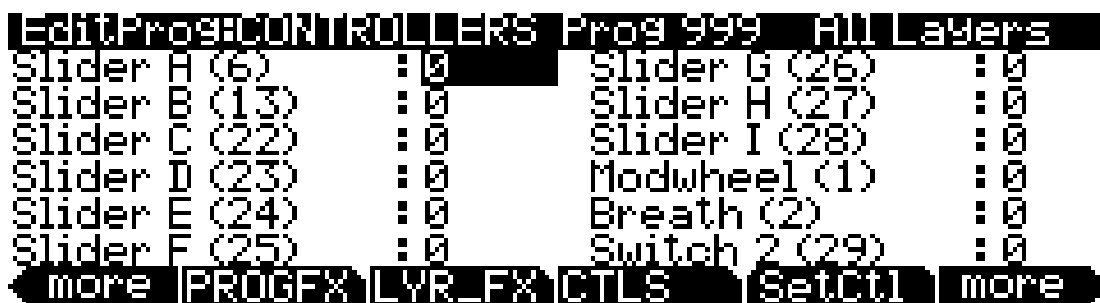 EditProg:CONTROLLERS Prog 999 All Layers
Slider A (6) :0 Slider G (26) :0
Slider B (13) :0 Slider H (27) :0
Slider C (22) :0 Slider I (28) :0
Slider D (23) :0 Modwheel (1) :0
Slider E (24) :0 Breath (2) :0
Slider F (25) :0 Switch 2 (29) :0
more PROGFX LYR_FX CTLS SetCtl more